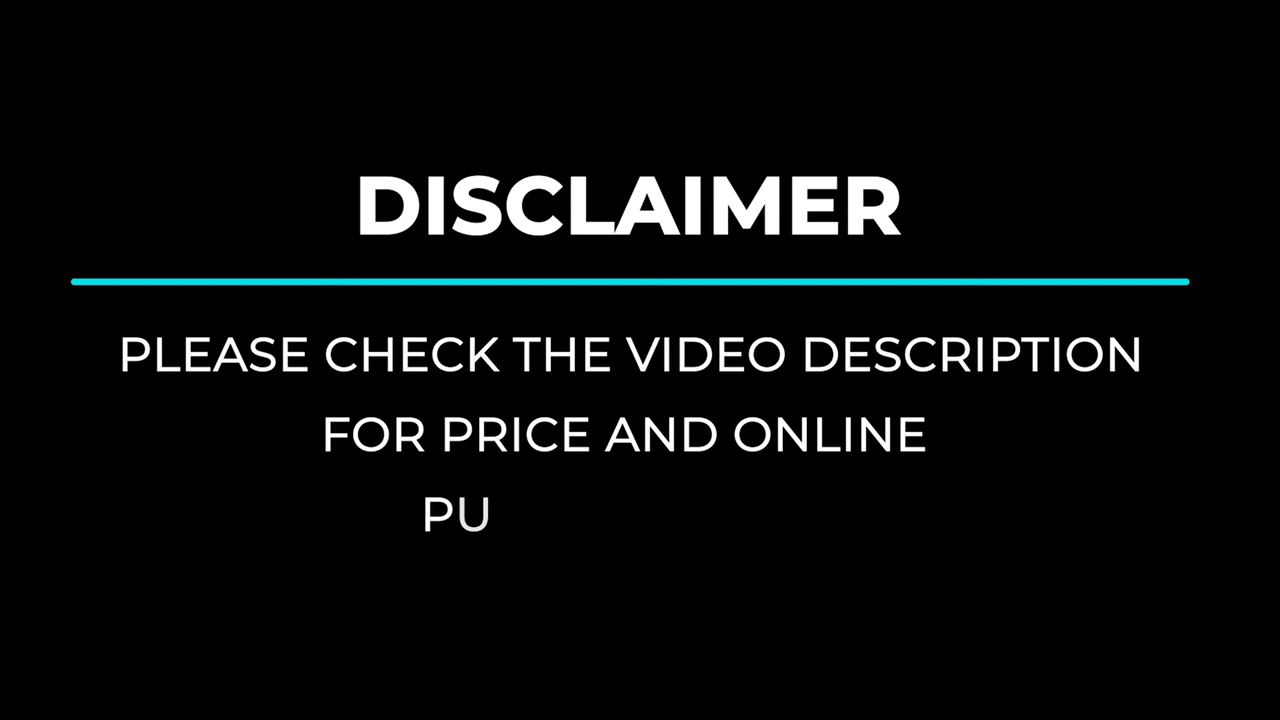 DISCLAIMER
PLEASE CHECK THE VIDEO DESCRIPTION
FOR PRICE AND ONLINE
PU